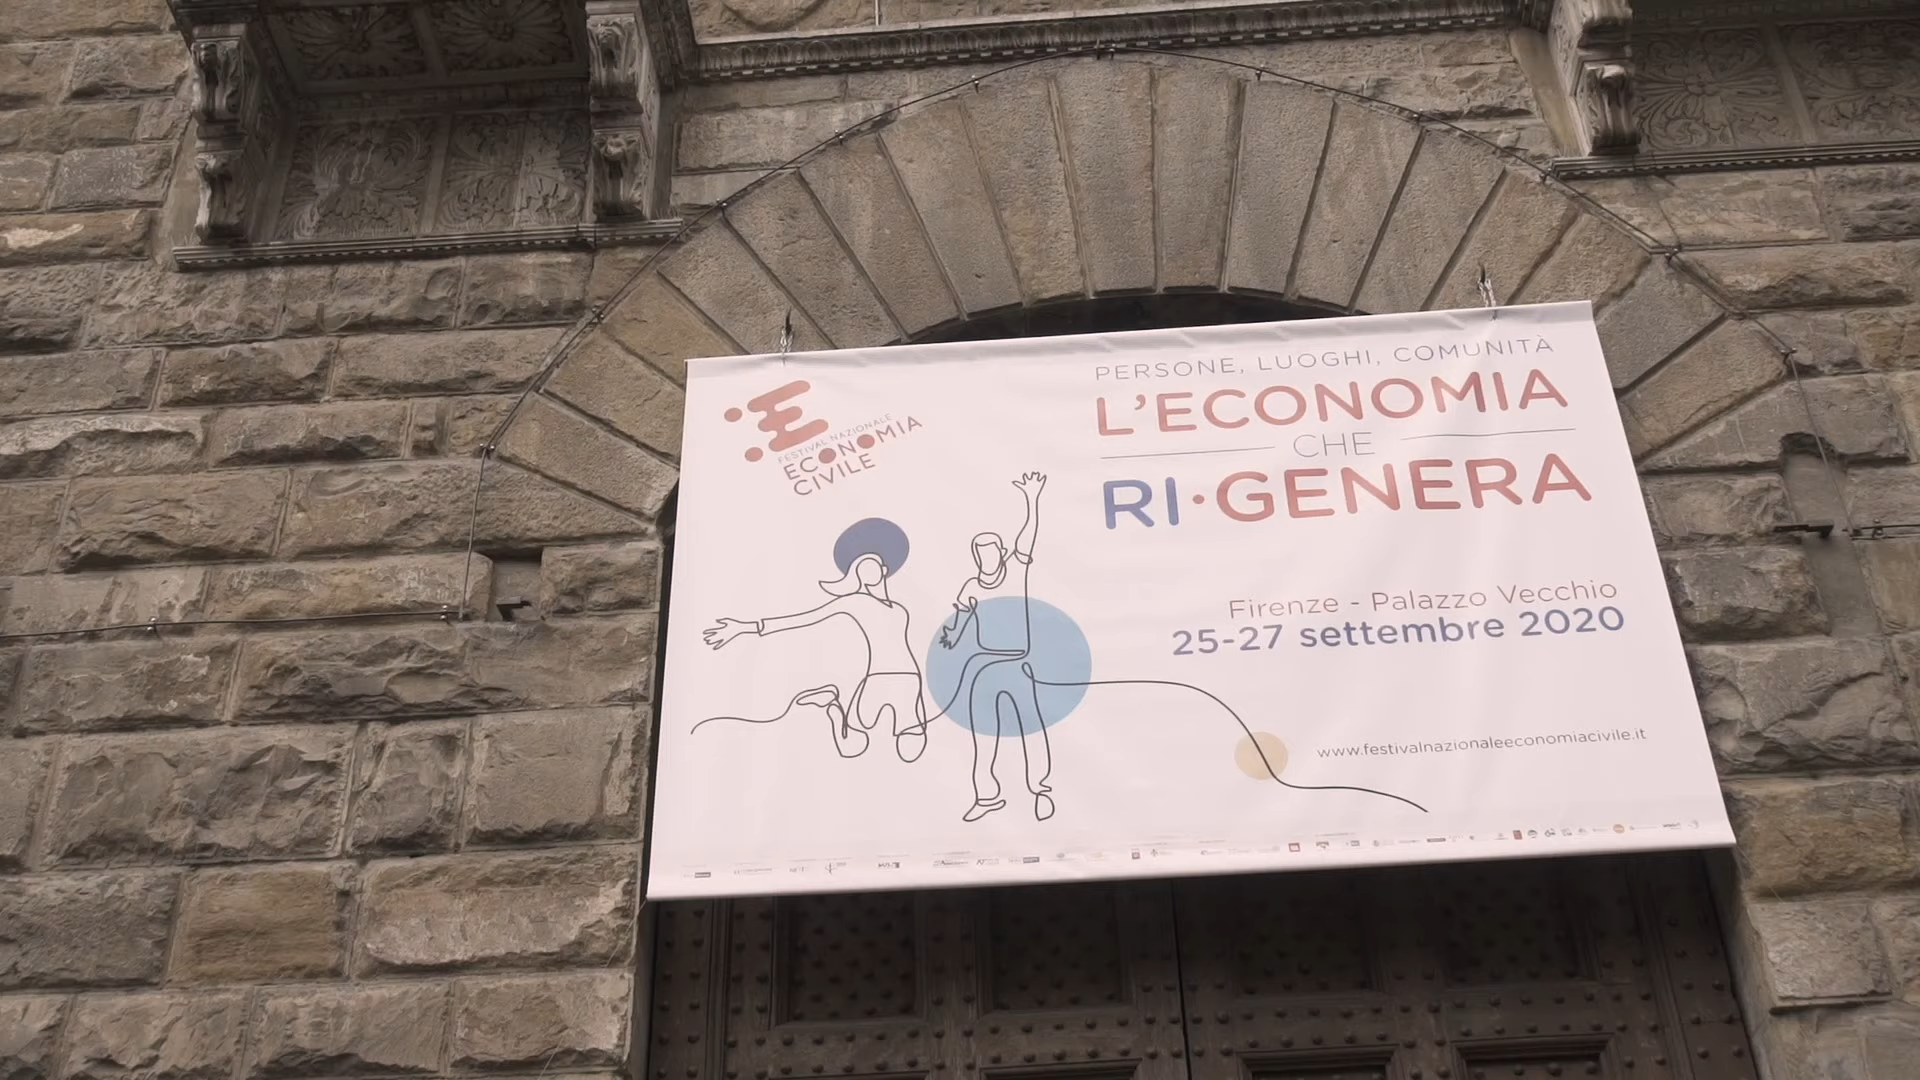 FESTIVAL NAZIONALE
ECONOMIA
CIVILE
PERSONE, LUOGHI, COMUNITÀ
L'ECONOMIA
CHE
RI·GENERA
Firenze - Palazzo Vecchio
25-27 settembre 2020
www.festivalnazionaleeconomiacivile.it